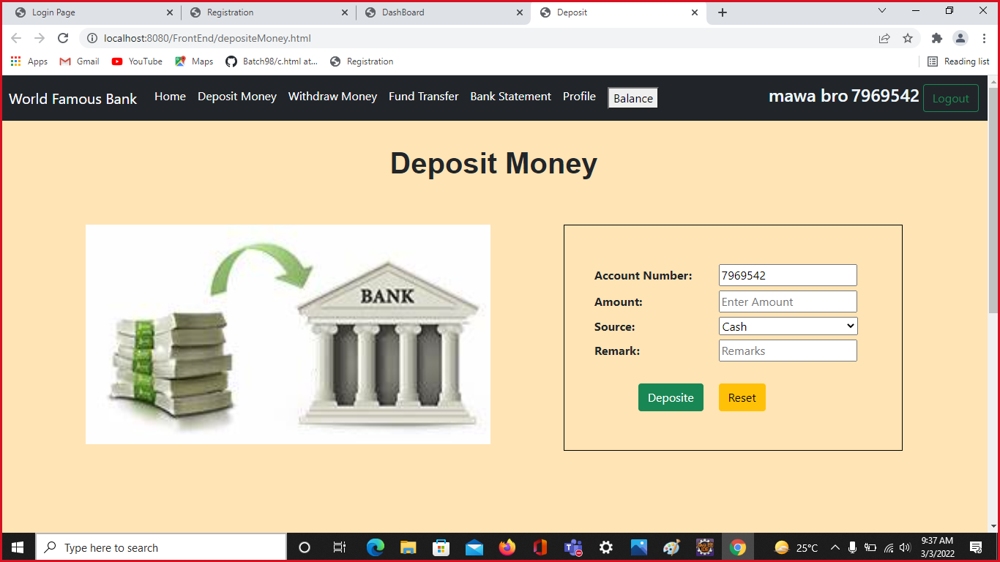 Login Page
Registration
DashBoard
Deposit
localhost:8080/FrontEnd/depositeMoney.html
Apps
Gmail
YouTube
Maps
Batch98/c.html at...
Registration
Reading list
World Famous Bank
Home
Deposit Money
Withdraw Money
Fund Transfer
Bank Statement
Profile
Balance
mawa bro 7969542
Logout
Deposit Money
BANK
Account Number:
7969542
Amount:
Enter Amount
Source:
Cash
Remark:
Remarks
Deposite
Reset
Type here to search
25°C
9:37 AM
3/3/2022